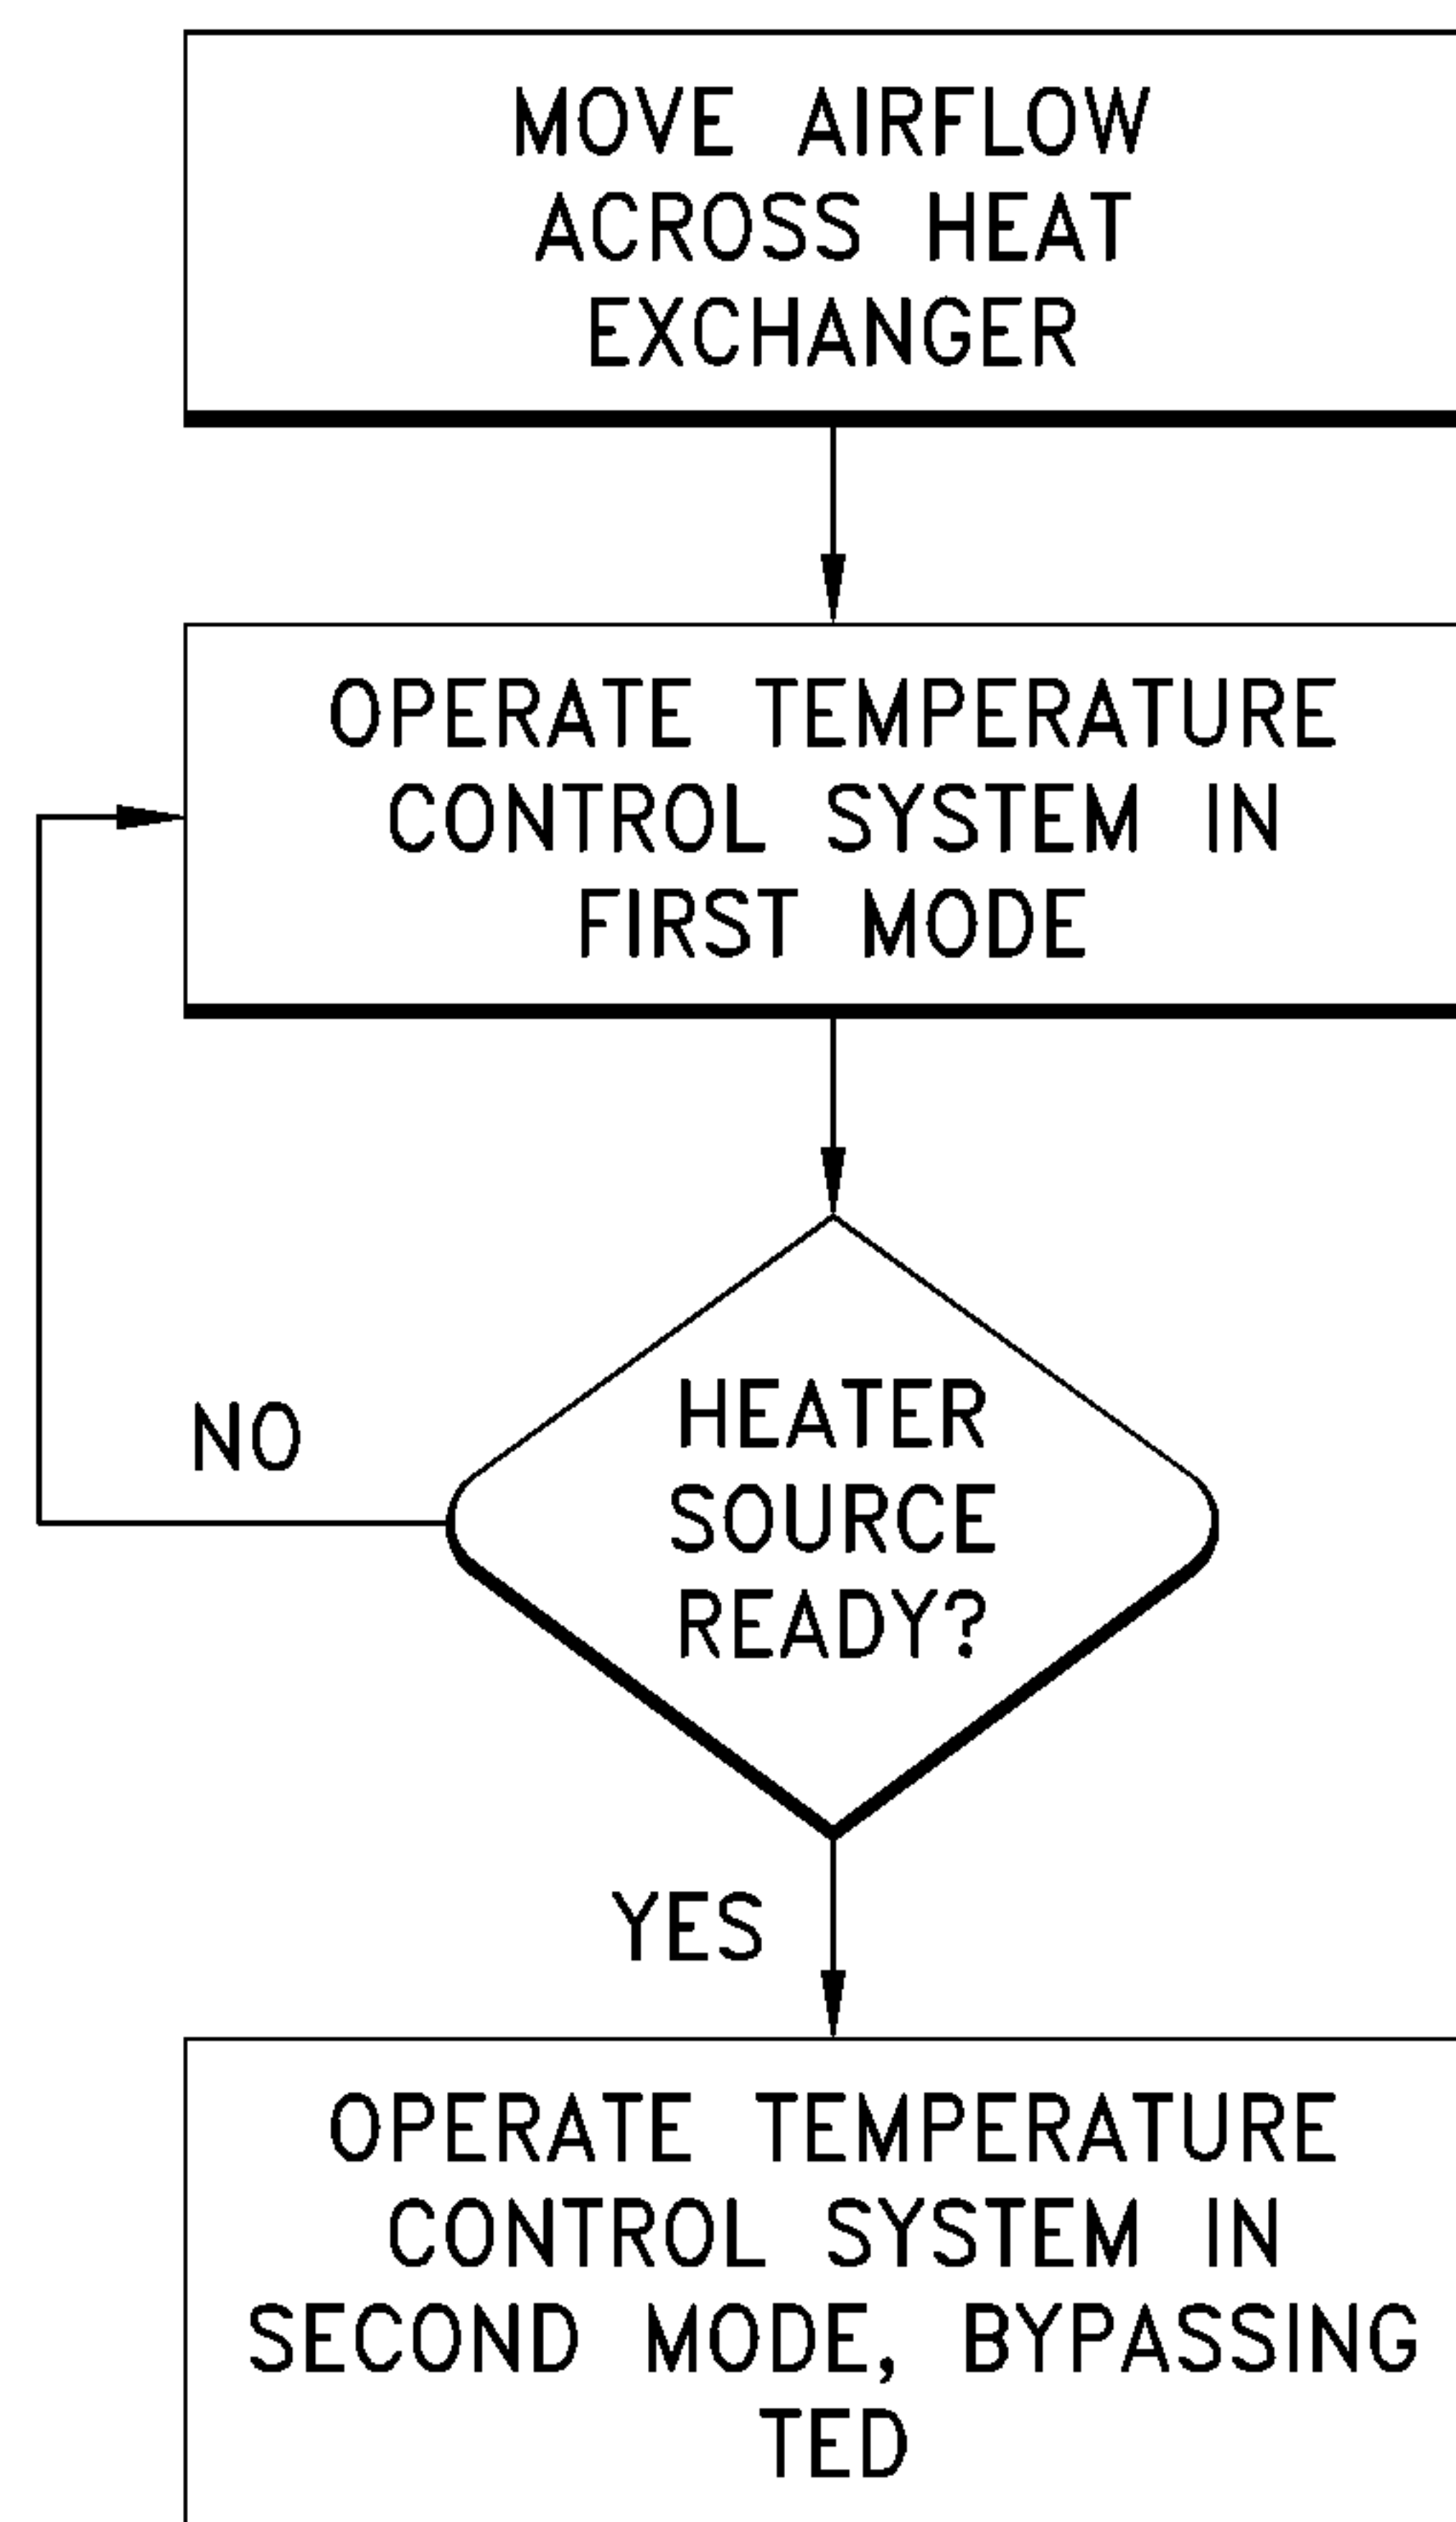 MOVE AIRFLOW
ACROSS HEAT
EXCHANGER
OPERATE TEMPERATURE
CONTROL SYSTEM IN
FIRST MODE
HEATER
SOURCE
READY?
NO
YES
OPERATE TEMPERATURE
CONTROL SYSTEM IN
SECOND MODE, BYPASSING
TED